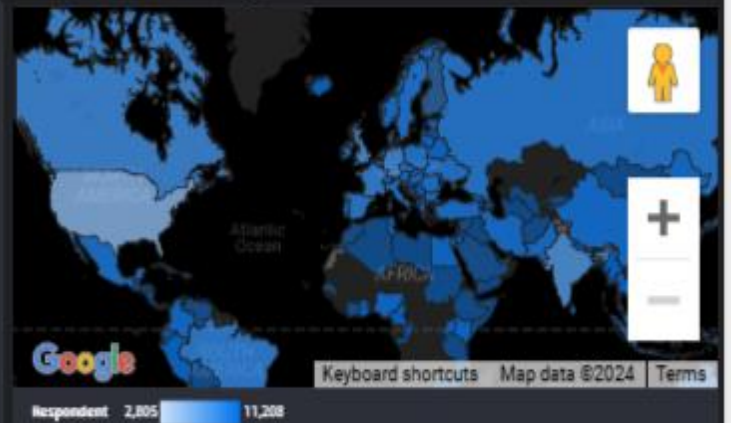 Atlantic
Ocean
AFRICA
Google
Keyboard shortcuts Map data ©2024 Terms
Respondent 2,805 11,208